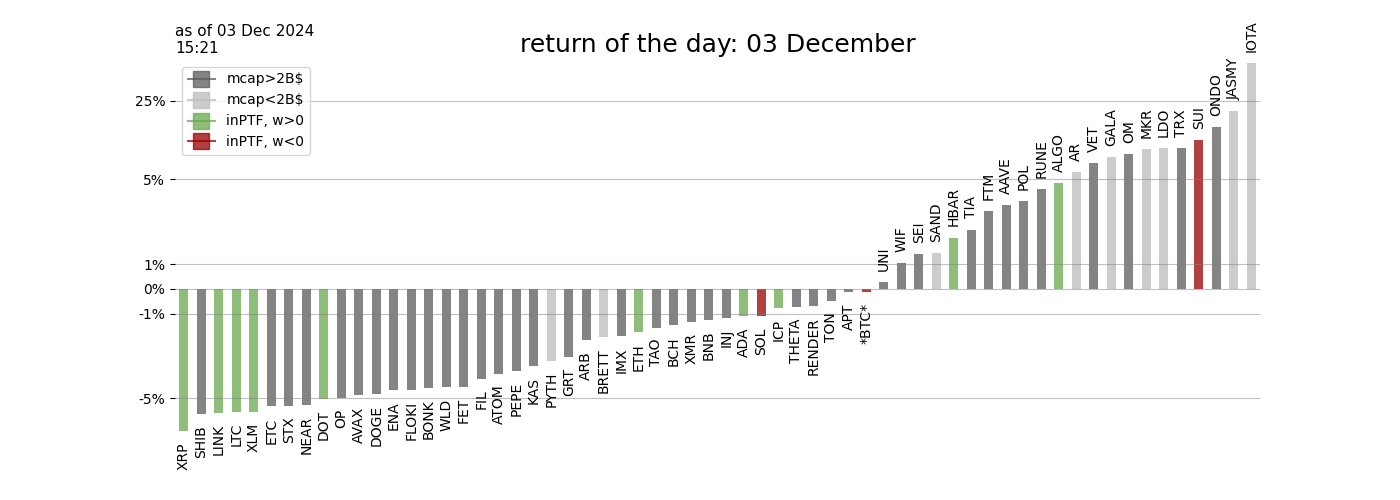 as of 03 Dec 2024
15:21
return of the day: 03 December
mcap>2B$
mcap<2B$
inPTF, w>0
inPTF, w<0
25%
5%
1%
0%
-1%
-5%
XRP
SHIB
LINK
LTC
XLM
ETC
STX
NEAR
DOT
OP
AVAX
DOGE
ENA
FLOKI
BONK
WLD
FET
FIL
ATOM
PEPE
KAS
PYTH
GRT
ARB
BRETT
IMX
ETH
TAO
BCH
XMR
BNB
INJ
ADA
SOL
ICP
THETA
RENDER
TON
APT
*BTC*
UNI
WIF
SEI
SAND
HBAR
TIA
FTM
AAVE
POL
RUNE
ALGO
AR
VET
GALA
OM
MKR
LDO
TRX
SUI
ONDO
JASMY
IOTA